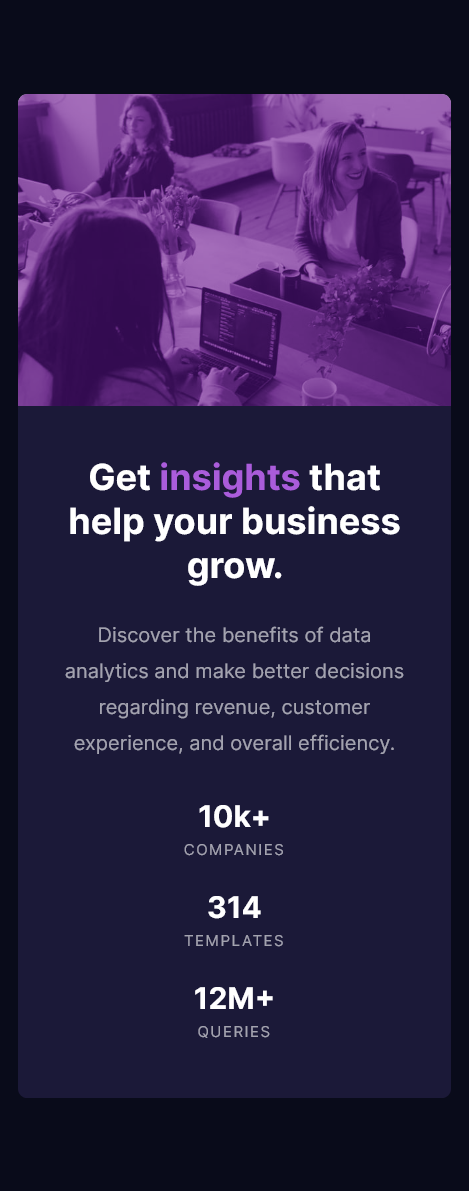 Get insights that
help your business
grow.
Discover the benefits of data
analytics and make better decisions
regarding revenue, customer
experience, and overall efficiency.
10k+
COMPANIES
314
TEMPLATES
12M+
QUERIES